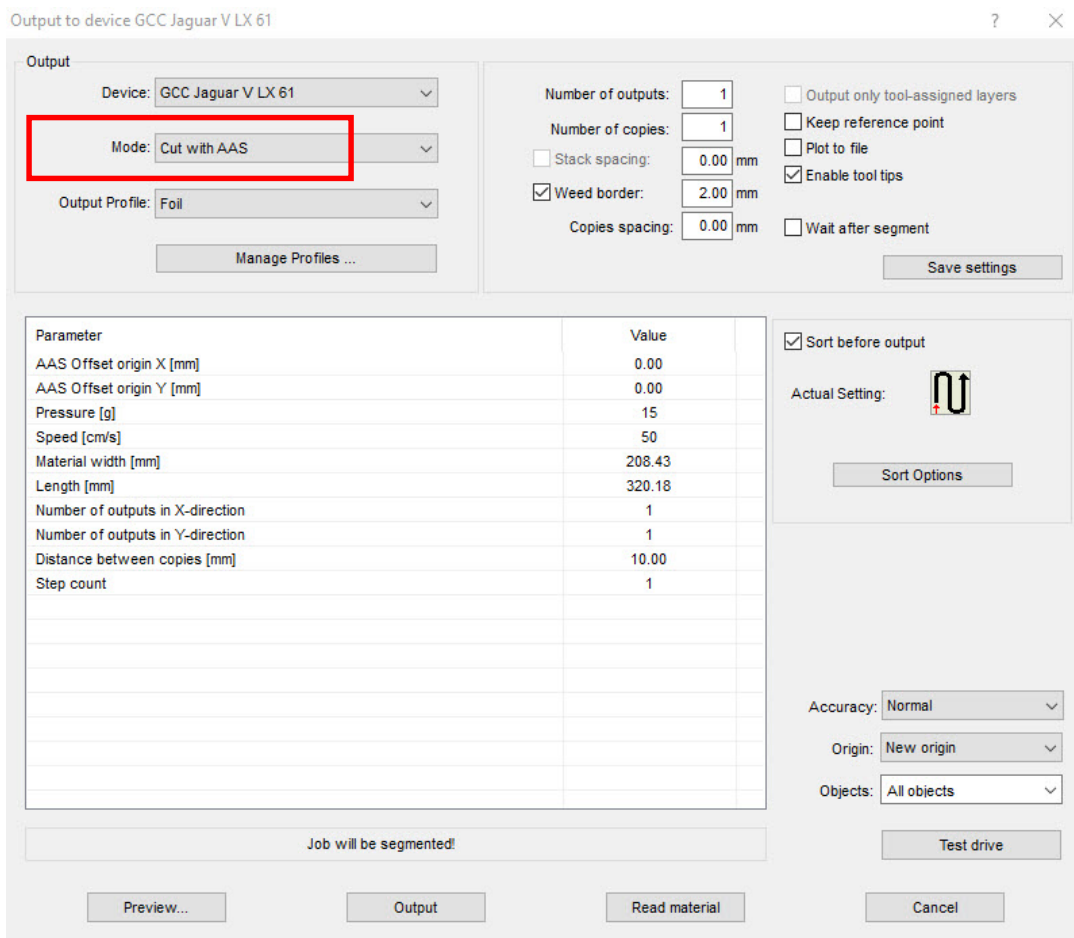 Output to device GCC Jaguar V LX 61
Output
Device: GCC Jaguar V LX 61
Mode: Cut with AAS
Output Profile: Foil
Manage Profiles ...
Number of outputs: 1
Number of copies: 1
Stack spacing: 0.00 mm
Weed border: 2.00 mm
Copies spacing: 0.00 mm
Output only tool-assigned layers
Keep reference point
Plot to file
Enable tool tips
Wait after segment
Save settings
Parameter Value
AAS Offset origin X [mm] 0.00
AAS Offset origin Y [mm] 0.00
Pressure [g] 15
Speed [cm/s] 50
Material width [mm] 208.43
Length [mm] 320.18
Number of outputs in X-direction 1
Number of outputs in Y-direction 1
Distance between copies [mm] 10.00
Step count 1
Sort before output
Actual Setting:
Sort Options
Accuracy: Normal
Origin: New origin
Objects: All objects
Job will be segmented!
Test drive
Preview...
Output
Read material
Cancel